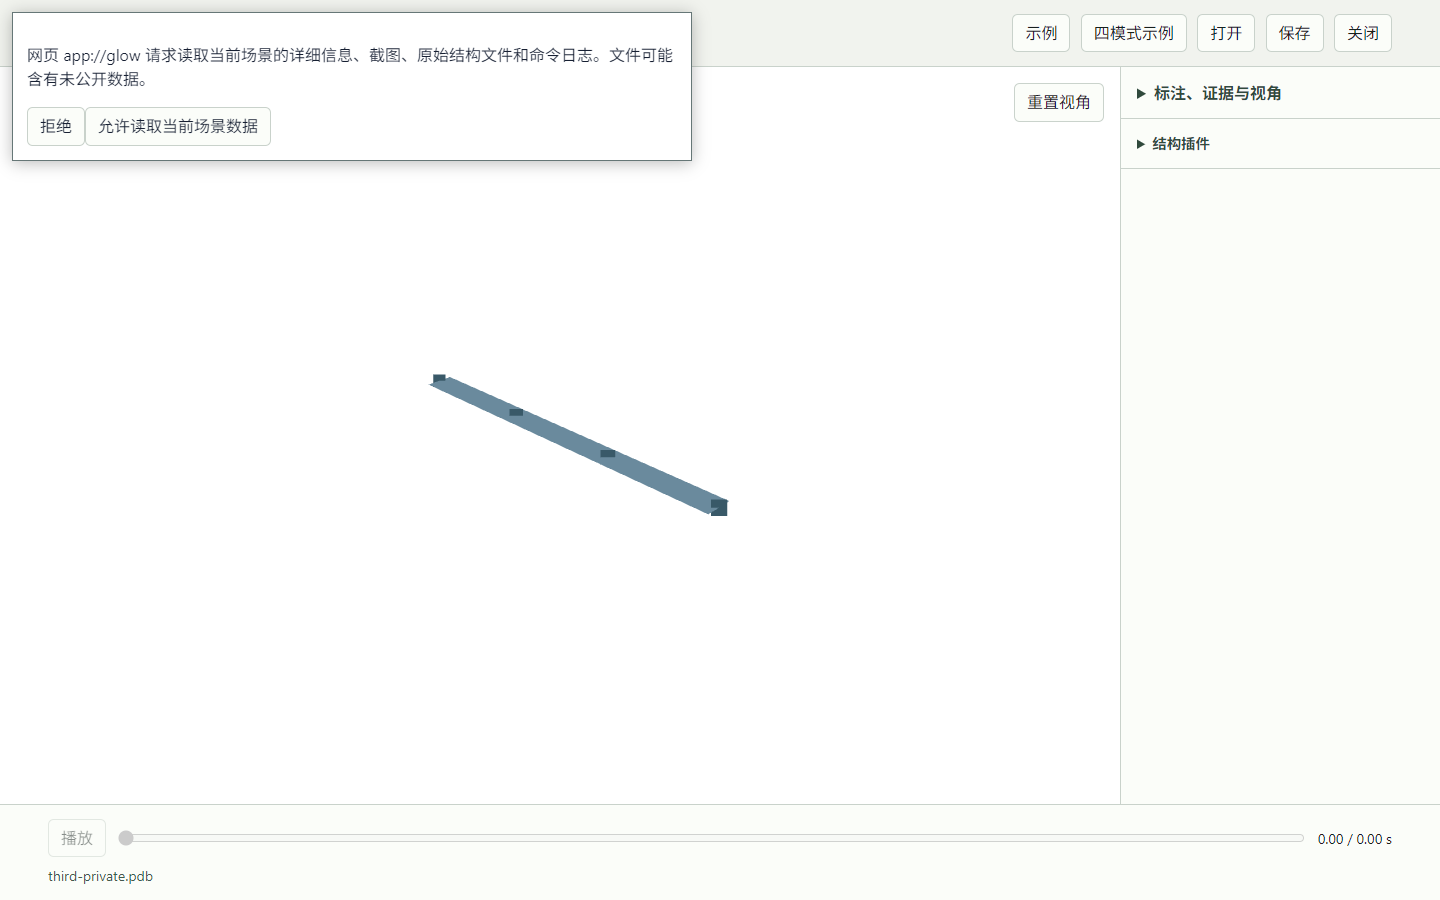 网页 app://glow 请求读取当前场景的详细信息、截图、原始结构文件和命令日志。文件可能
含有未公开数据。
拒绝
允许读取当前场景数据
示例
四模式示例
打开
保存
关闭
重置视角
标注、证据与视角
结构插件
播放
0.00 / 0.00 s
third-private.pdb